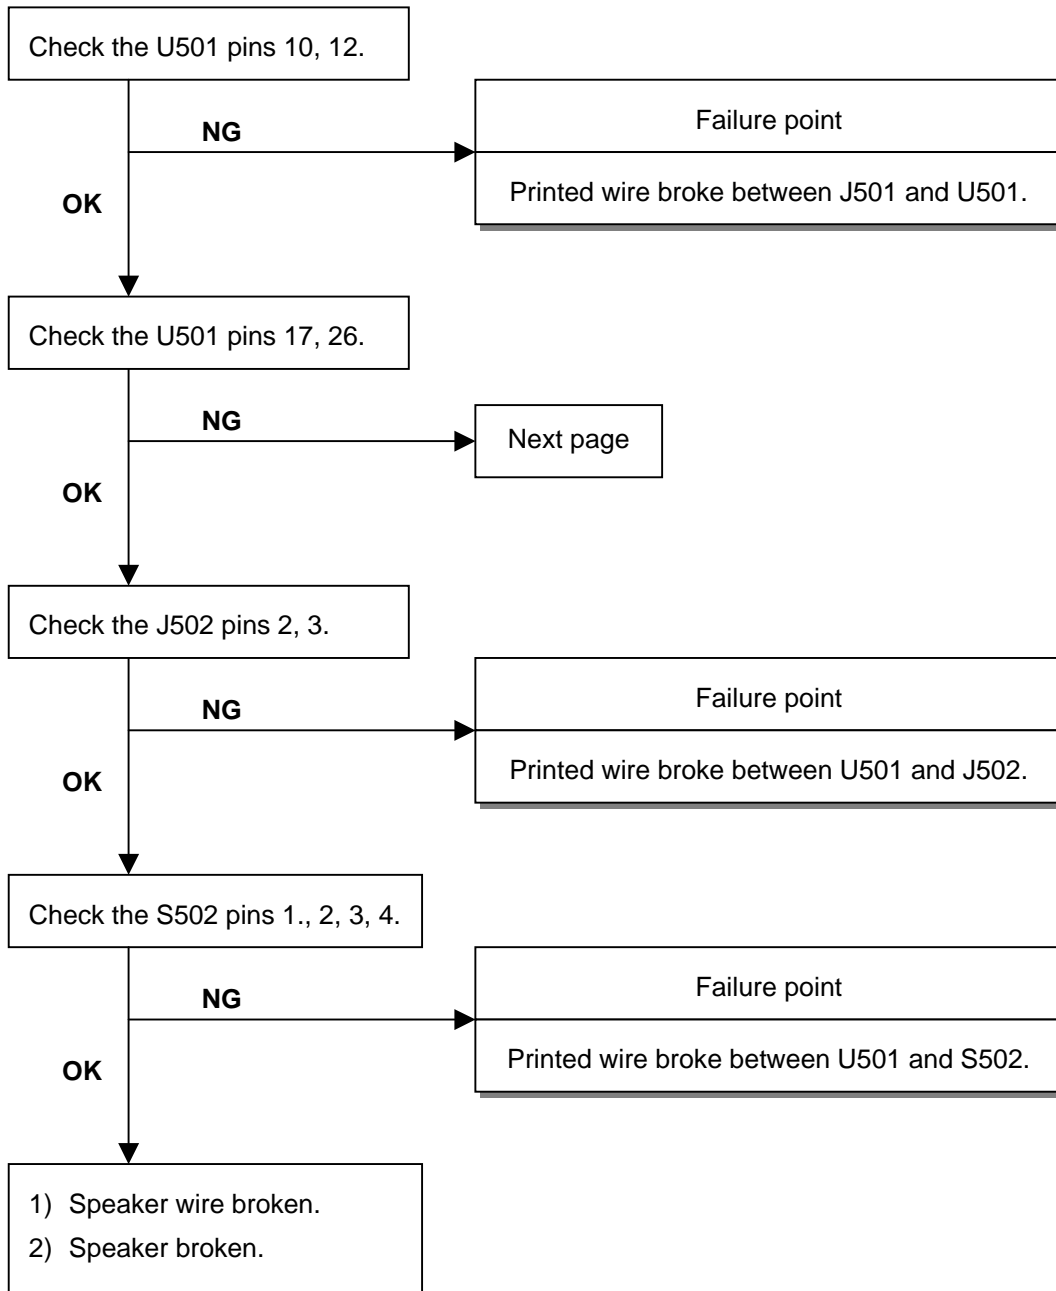 Check the U501 pins 10, 12.
NG
Failure point
Printed wire broke between J501 and U501.
OK
Check the U501 pins 17, 26.
NG
Next page
OK
Check the J502 pins 2, 3.
NG
Failure point
Printed wire broke between U501 and J502.
OK
Check the S502 pins 1., 2, 3, 4.
NG
Failure point
Printed wire broke between U501 and S502.
OK
1) Speaker wire broken.
2) Speaker broken.